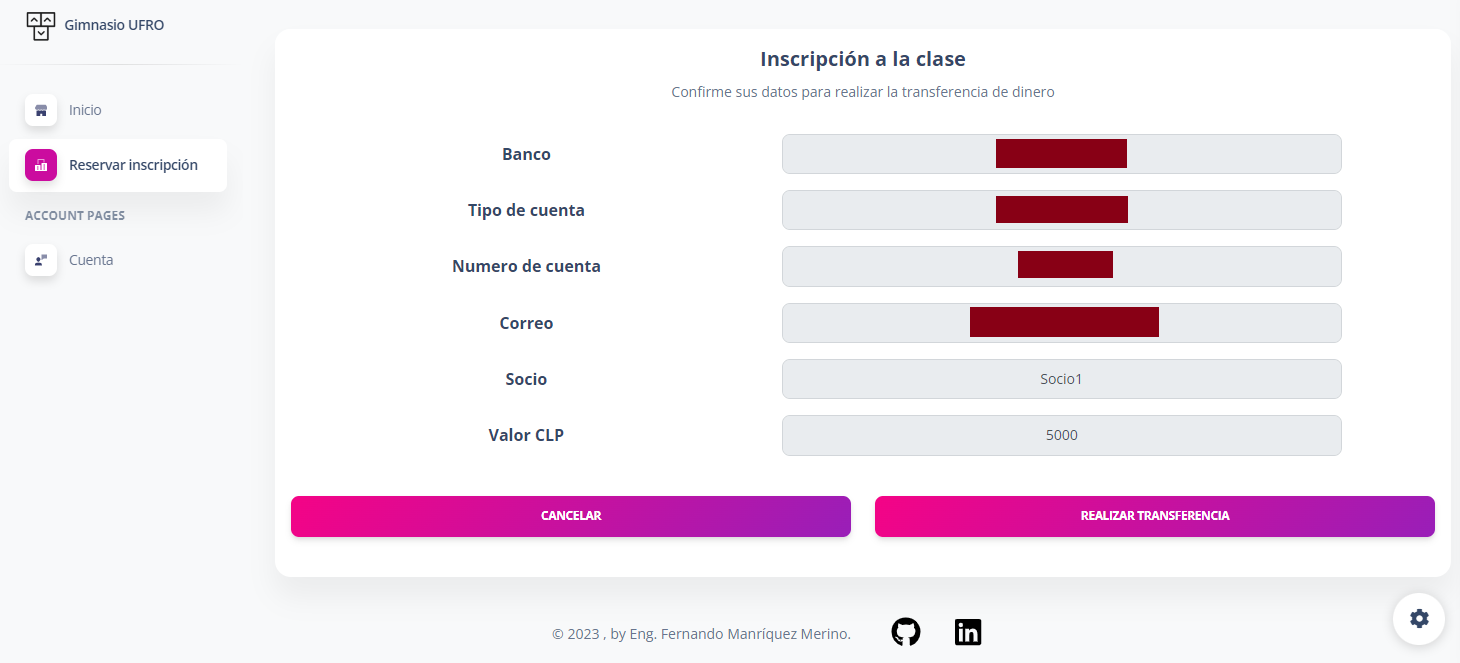 Gimnasio UFRO
Inicio
Reservar inscripción
ACCOUNT PAGES
Cuenta
Inscripción a la clase
Confirme sus datos para realizar la transferencia de dinero
Banco
Tipo de cuenta
Numero de cuenta
Correo
Socio Socio1
Valor CLP 5000
CANCELAR REALIZAR TRANSFERENCIA
© 2023 , by Eng. Fernando Manríquez Merino. in